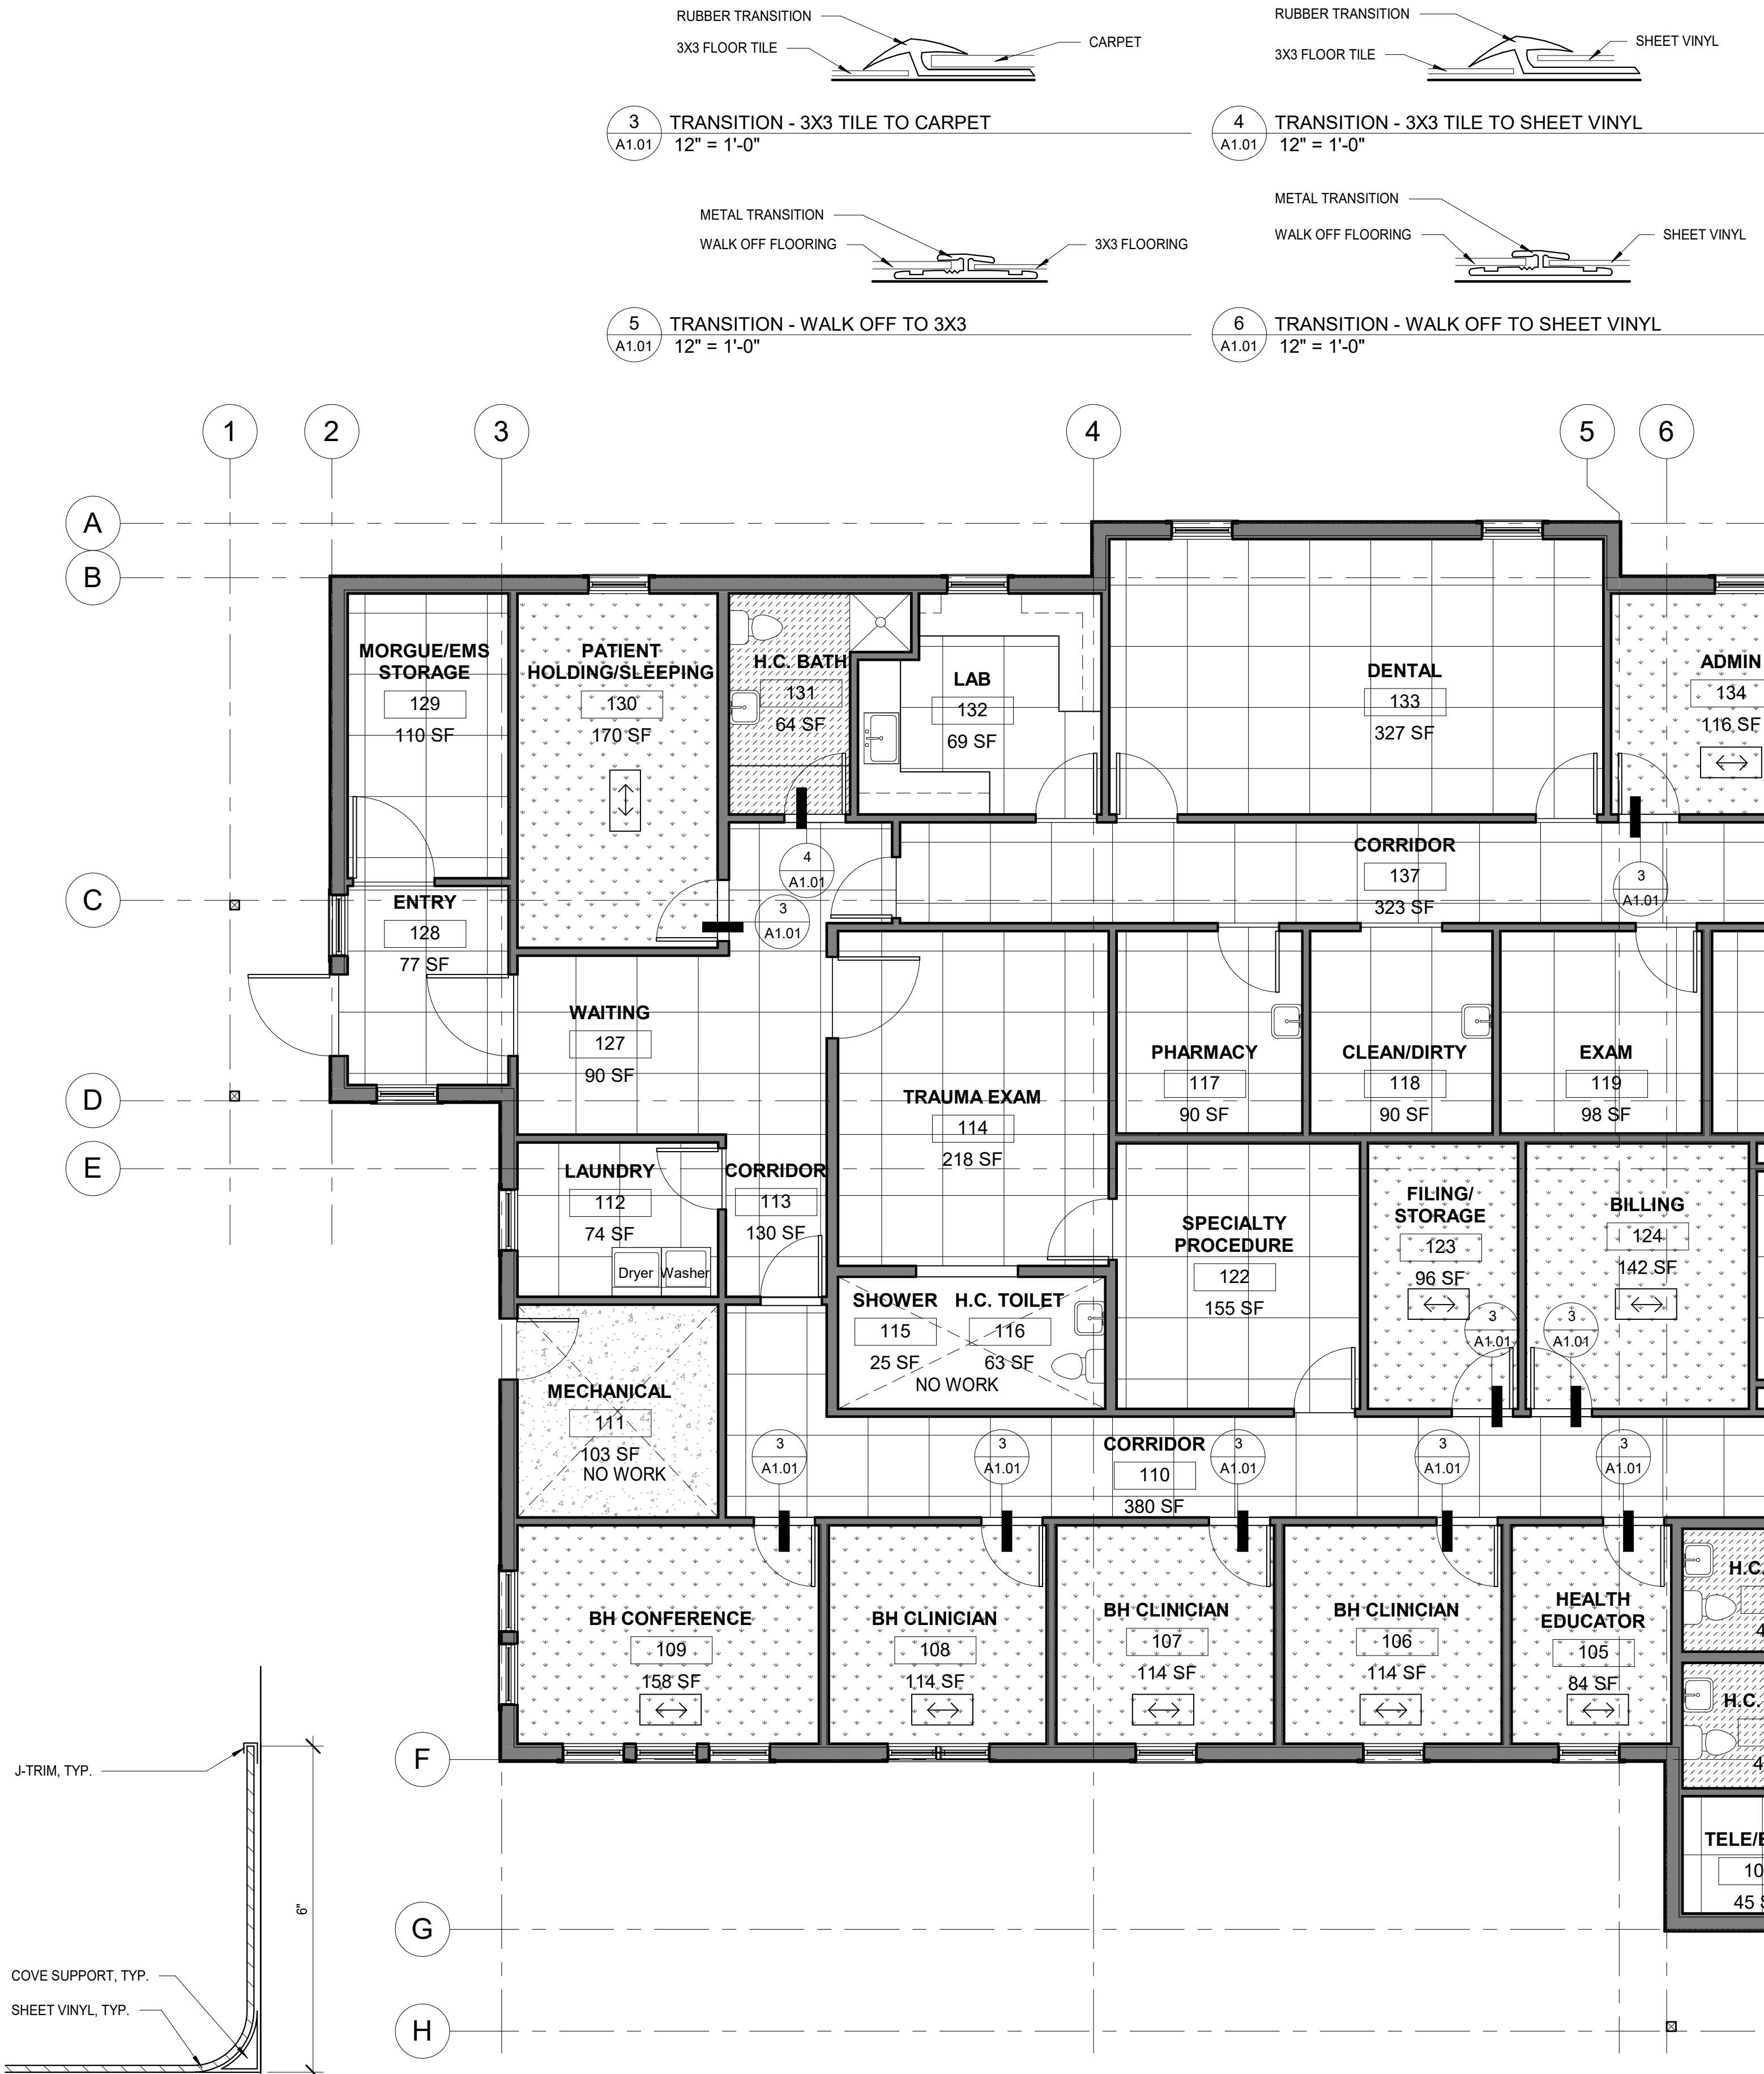 RUBBER TRANSITION
3X3 FLOOR TILE
CARPET
3
A1.01
TRANSITION - 3X3 TILE TO CARPET
12" = 1'-0"
RUBBER TRANSITION
3X3 FLOOR TILE
SHEET VINYL
4
A1.01
TRANSITION - 3X3 TILE TO SHEET VINYL
12" = 1'-0"
METAL TRANSITION
WALK OFF FLOORING
3X3 FLOORING
5
A1.01
TRANSITION - WALK OFF TO 3X3
12" = 1'-0"
METAL TRANSITION
WALK OFF FLOORING
SHEET VINYL
6
A1.01
TRANSITION - WALK OFF TO SHEET VINYL
12" = 1'-0"
1
2
3
4
5
6
A
B
C
D
E
F
G
H
MORGUE/EMS
STORAGE
129
110 SF
PATIENT
HOLDING/SLEEPING
130
170 SF
H.C. BATH
131
64 SF
LAB
132
69 SF
DENTAL
133
327 SF
ADMIN
134
116 SF
4
A1.01
3
A1.01
CORRIDOR
137
323 SF
3
A1.01
ENTRY
128
77 SF
WAITING
127
90 SF
TRAUMA EXAM
114
218 SF
PHARMACY
117
90 SF
CLEAN/DIRTY
118
90 SF
EXAM
119
98 SF
LAUNDRY
112
74 SF
Dryer
Washer
CORRIDOR
113
130 SF
SPECIALTY
PROCEDURE
122
155 SF
FILING/
STORAGE
123
96 SF
3
A1.01
BILLING
124
142 SF
3
A1.01
SHOWER
115
25 SF
H.C. TOILET
116
63 SF
NO WORK
MECHANICAL
111
103 SF
NO WORK
3
A1.01
3
A1.01
CORRIDOR
110
380 SF
3
A1.01
3
A1.01
3
A1.01
BH CONFERENCE
109
158 SF
BH CLINICIAN
108
114 SF
BH CLINICIAN
107
114 SF
BH CLINICIAN
106
114 SF
HEALTH
EDUCATOR
105
84 SF
H.C.
4
H.C.
4
TELE/
10
45
J-TRIM, TYP.
6"
COVE SUPPORT, TYP.
SHEET VINYL, TYP.